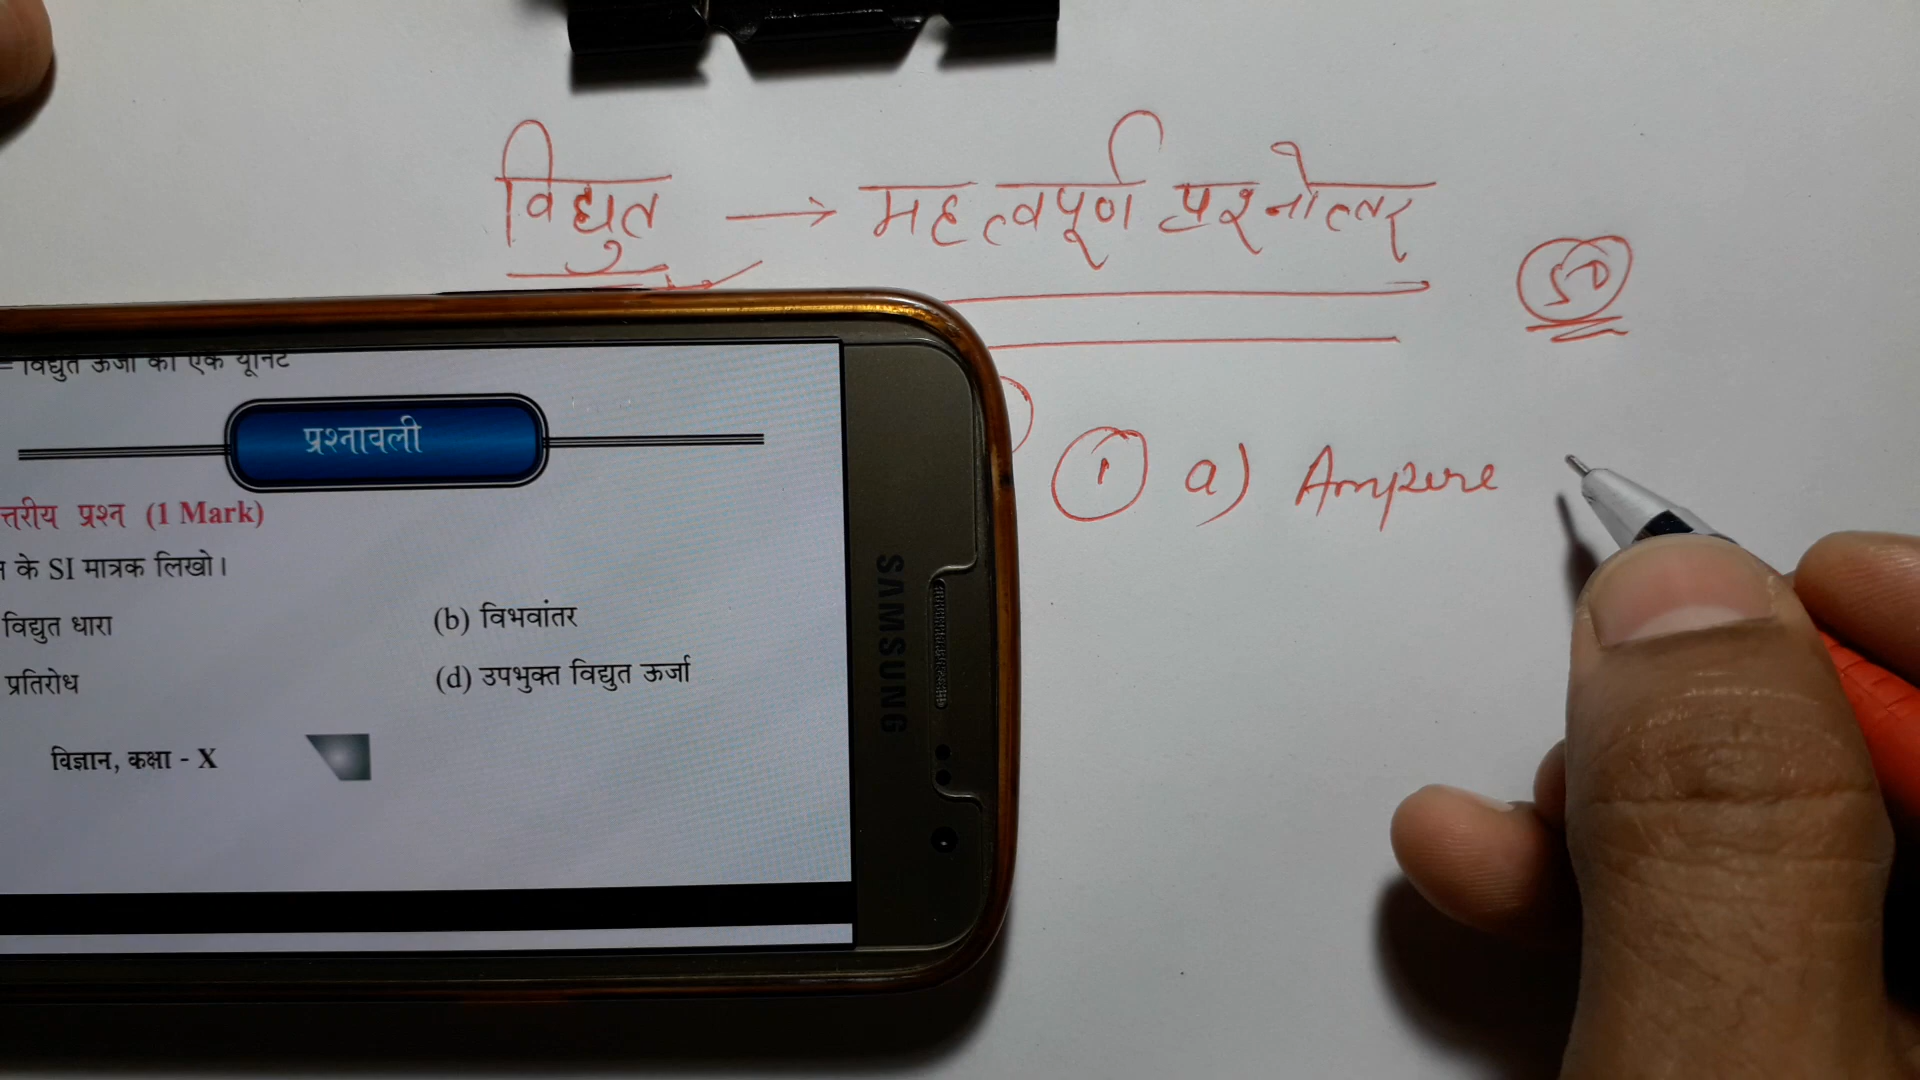 विद्युत → महत्वपूर्ण प्रश्नोत्तर
= विद्युत ऊर्जा का एक यूनिट
प्रश्नावली
त्तरीय प्रश्न (1 Mark)
के SI मात्रक लिखो।
विद्युत धारा
(b) विभवांतर
प्रतिरोध
(d) उपभुक्त विद्युत ऊर्जा
विज्ञान, कक्षा - X
SAMSUNG
1 a) Ampere